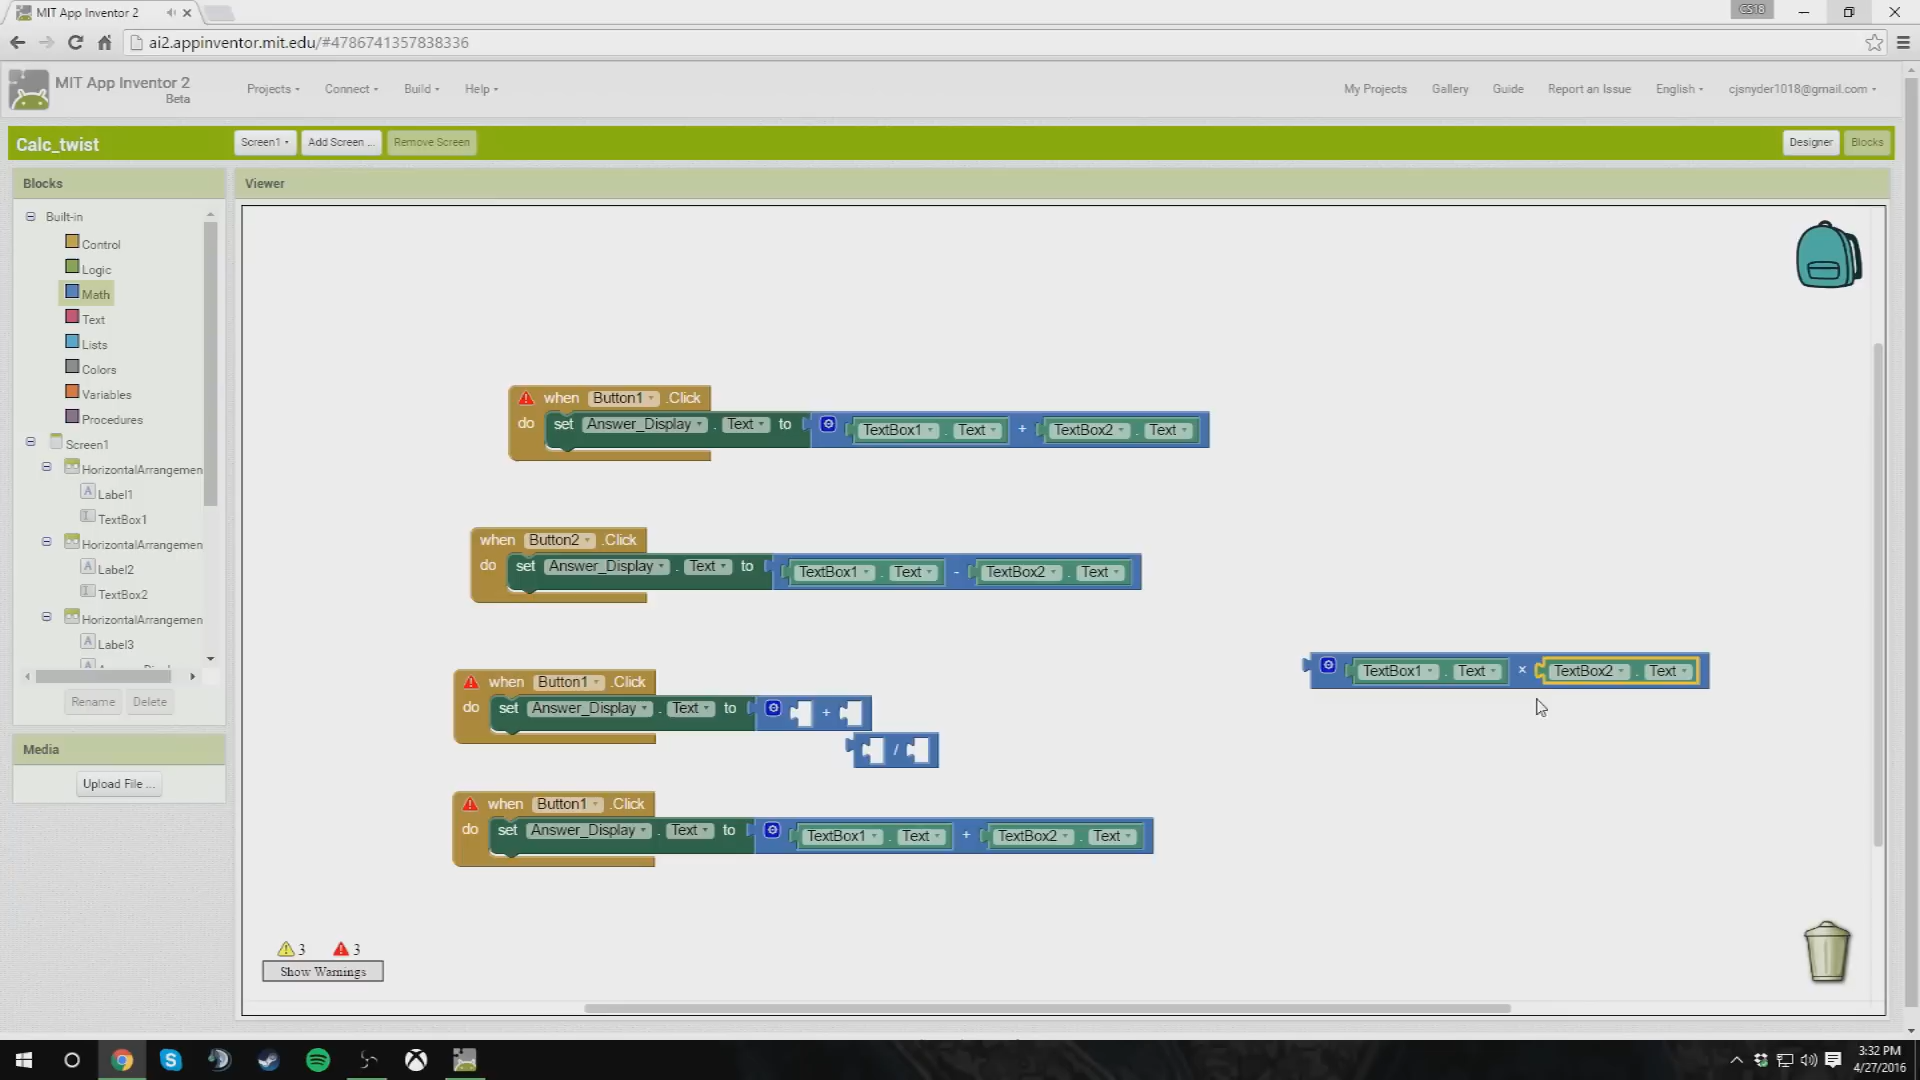 MIT App Inventor 2
CS18
ai2.appinventor.mit.edu/#4786741357838336
MIT App Inventor 2
Beta
Projects
Connect
Build
Help
My Projects
Gallery
Guide
Report an Issue
English
cjsnyder1018@gmail.com
Calc_twist
Screen1
Add Screen ...
Remove Screen
Designer
Blocks
Blocks
Viewer
Built-in
Control
Logic
Math
Text
Lists
Colors
Variables
Procedures
Screen1
HorizontalArrangemen
Label1
TextBox1
HorizontalArrangemen
Label2
TextBox2
HorizontalArrangemen
Label3
Rename
Delete
Media
Upload File ...
when Button1 .Click
do set Answer_Display . Text to TextBox1 . Text + TextBox2 . Text
when Button2 .Click
do set Answer_Display . Text to TextBox1 . Text - TextBox2 . Text
TextBox1 . Text × TextBox2 . Text
when Button1 .Click
do set Answer_Display . Text to +
/
when Button1 .Click
do set Answer_Display . Text to TextBox1 . Text + TextBox2 . Text
3 3
Show Warnings
3:32 PM
4/27/2016